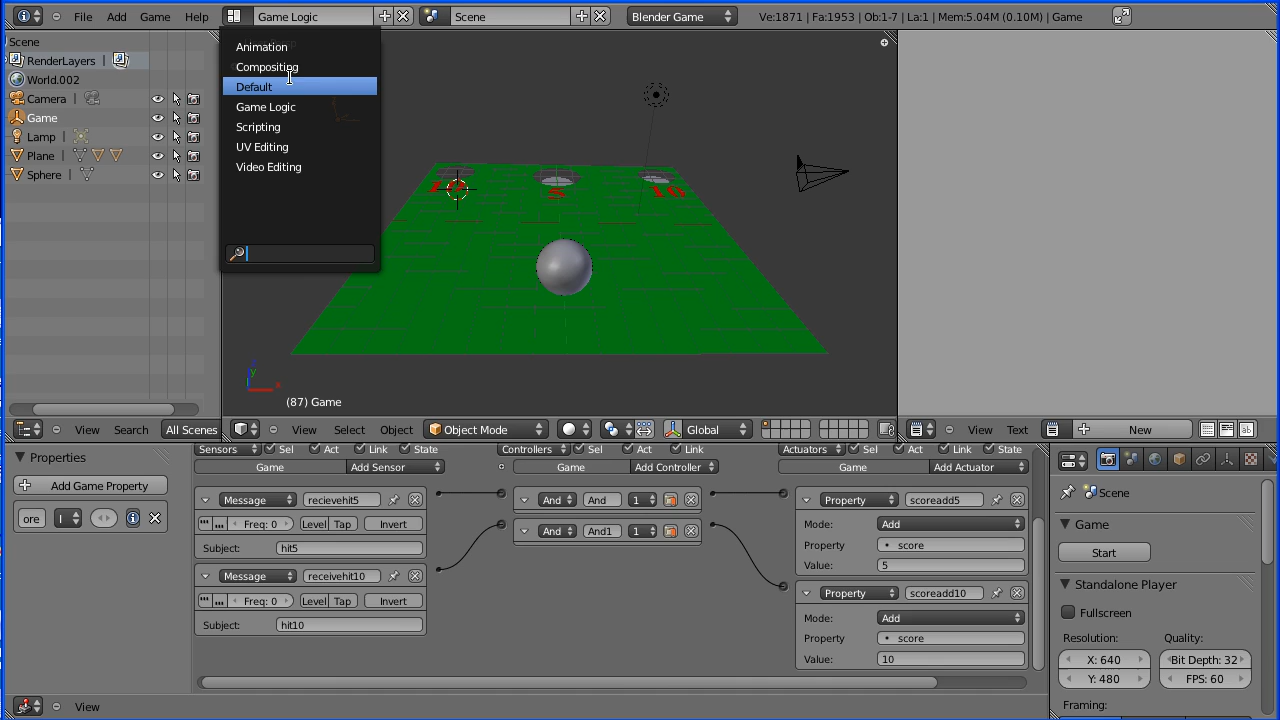 File Add Game Help Game Logic Scene Blender Game Ve:1871 | Fa:1953 | Ob:1-7 | La:1 | Mem:5.04M (0.10M) | Game
Scene
RenderLayers
World.002
Camera
Game
Lamp
Plane
Sphere
Animation
Compositing
Default
Game Logic
Scripting
UV Editing
Video Editing
10 5 10
y
x
(87) Game
View Search All Scenes
View Select Object Object Mode Global
View Text New
Properties
Add Game Property
ore I
Sensors Sel Act Link State
Game Add Sensor
Message recievehit5
Freq: 0 Level Tap Invert
Subject: hit5
Message receivehit10
Freq: 0 Level Tap Invert
Subject: hit10
Controllers Sel Act Link
Game Add Controller
And And 1
And And1 1
Actuators Sel Act Link State
Game Add Actuator
Property scoreadd5
Mode: Add
Property score
Value: 5
Property scoreadd10
Mode: Add
Property score
Value: 10
View
Scene
Game
Start
Standalone Player
Fullscreen
Resolution: Quality:
X: 640 Bit Depth: 32
Y: 480 FPS: 60
Framing: